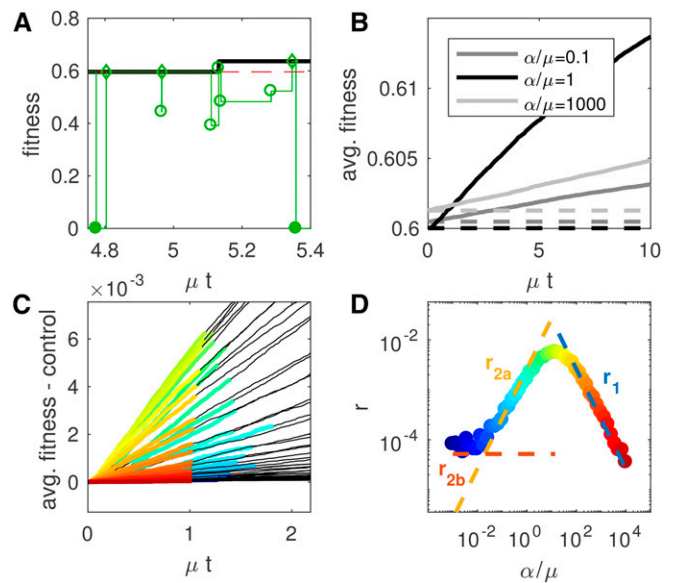 A
fitness
0.8
0.6
0.4
0.2
0
4.8
5
5.2
5.4
μ t
B
avg. fitness
0.61
0.605
0.6
0
5
10
μ t
α/μ=0.1
α/μ=1
α/μ=1000
C
×10⁻³
avg. fitness - control
6
4
2
0
0
1
2
μ t
D
r
10⁻²
10⁻⁴
10⁻²
10⁰
10²
10⁴
α/μ
r₂ₐ
r₁
r₂b